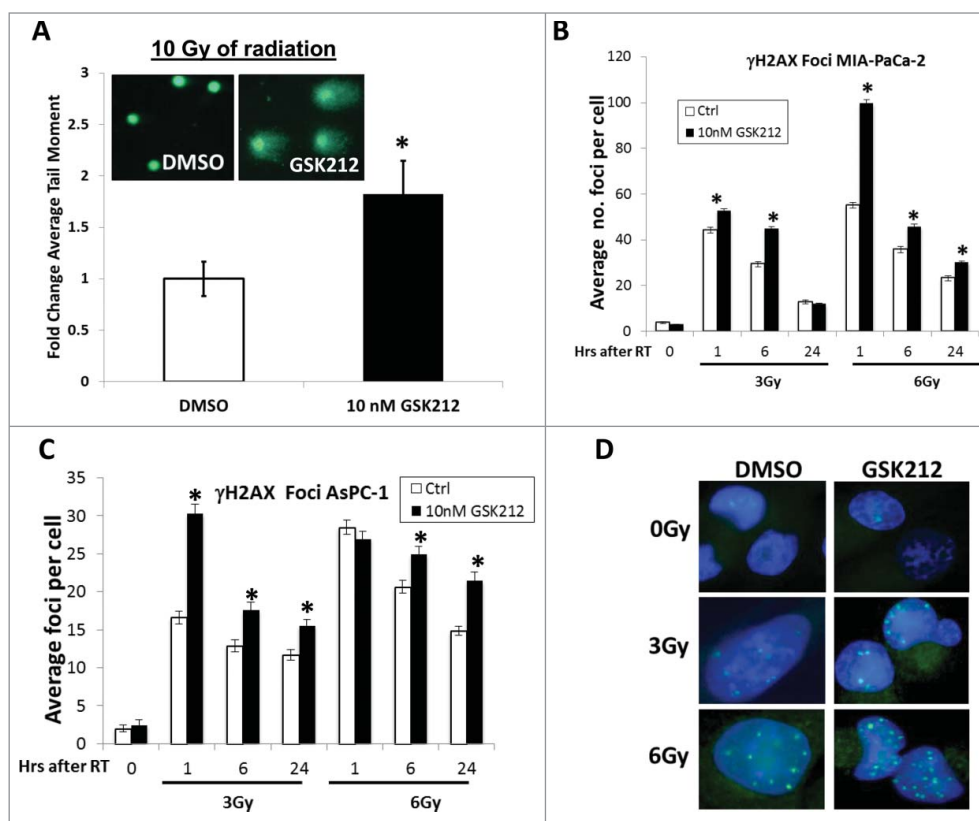 A
10 Gy of radiation
Fold Change Average Tail Moment
3
2.5
2
1.5
1
0.5
0
DMSO
GSK212
*
DMSO
10 nM GSK212
B
γH2AX Foci MIA-PaCa-2
Ctrl
10nM GSK212
Average no. foci per cell
120
100
80
60
40
20
0
* * * * *
Hrs after RT 0 1 6 24 1 6 24
3Gy 6Gy
C
γH2AX Foci AsPC-1
Ctrl
10nM GSK212
Average foci per cell
35
30
25
20
15
10
5
0
* * * * *
Hrs after RT 0 1 6 24 1 6 24
3Gy 6Gy
D
DMSO GSK212
0Gy
3Gy
6Gy